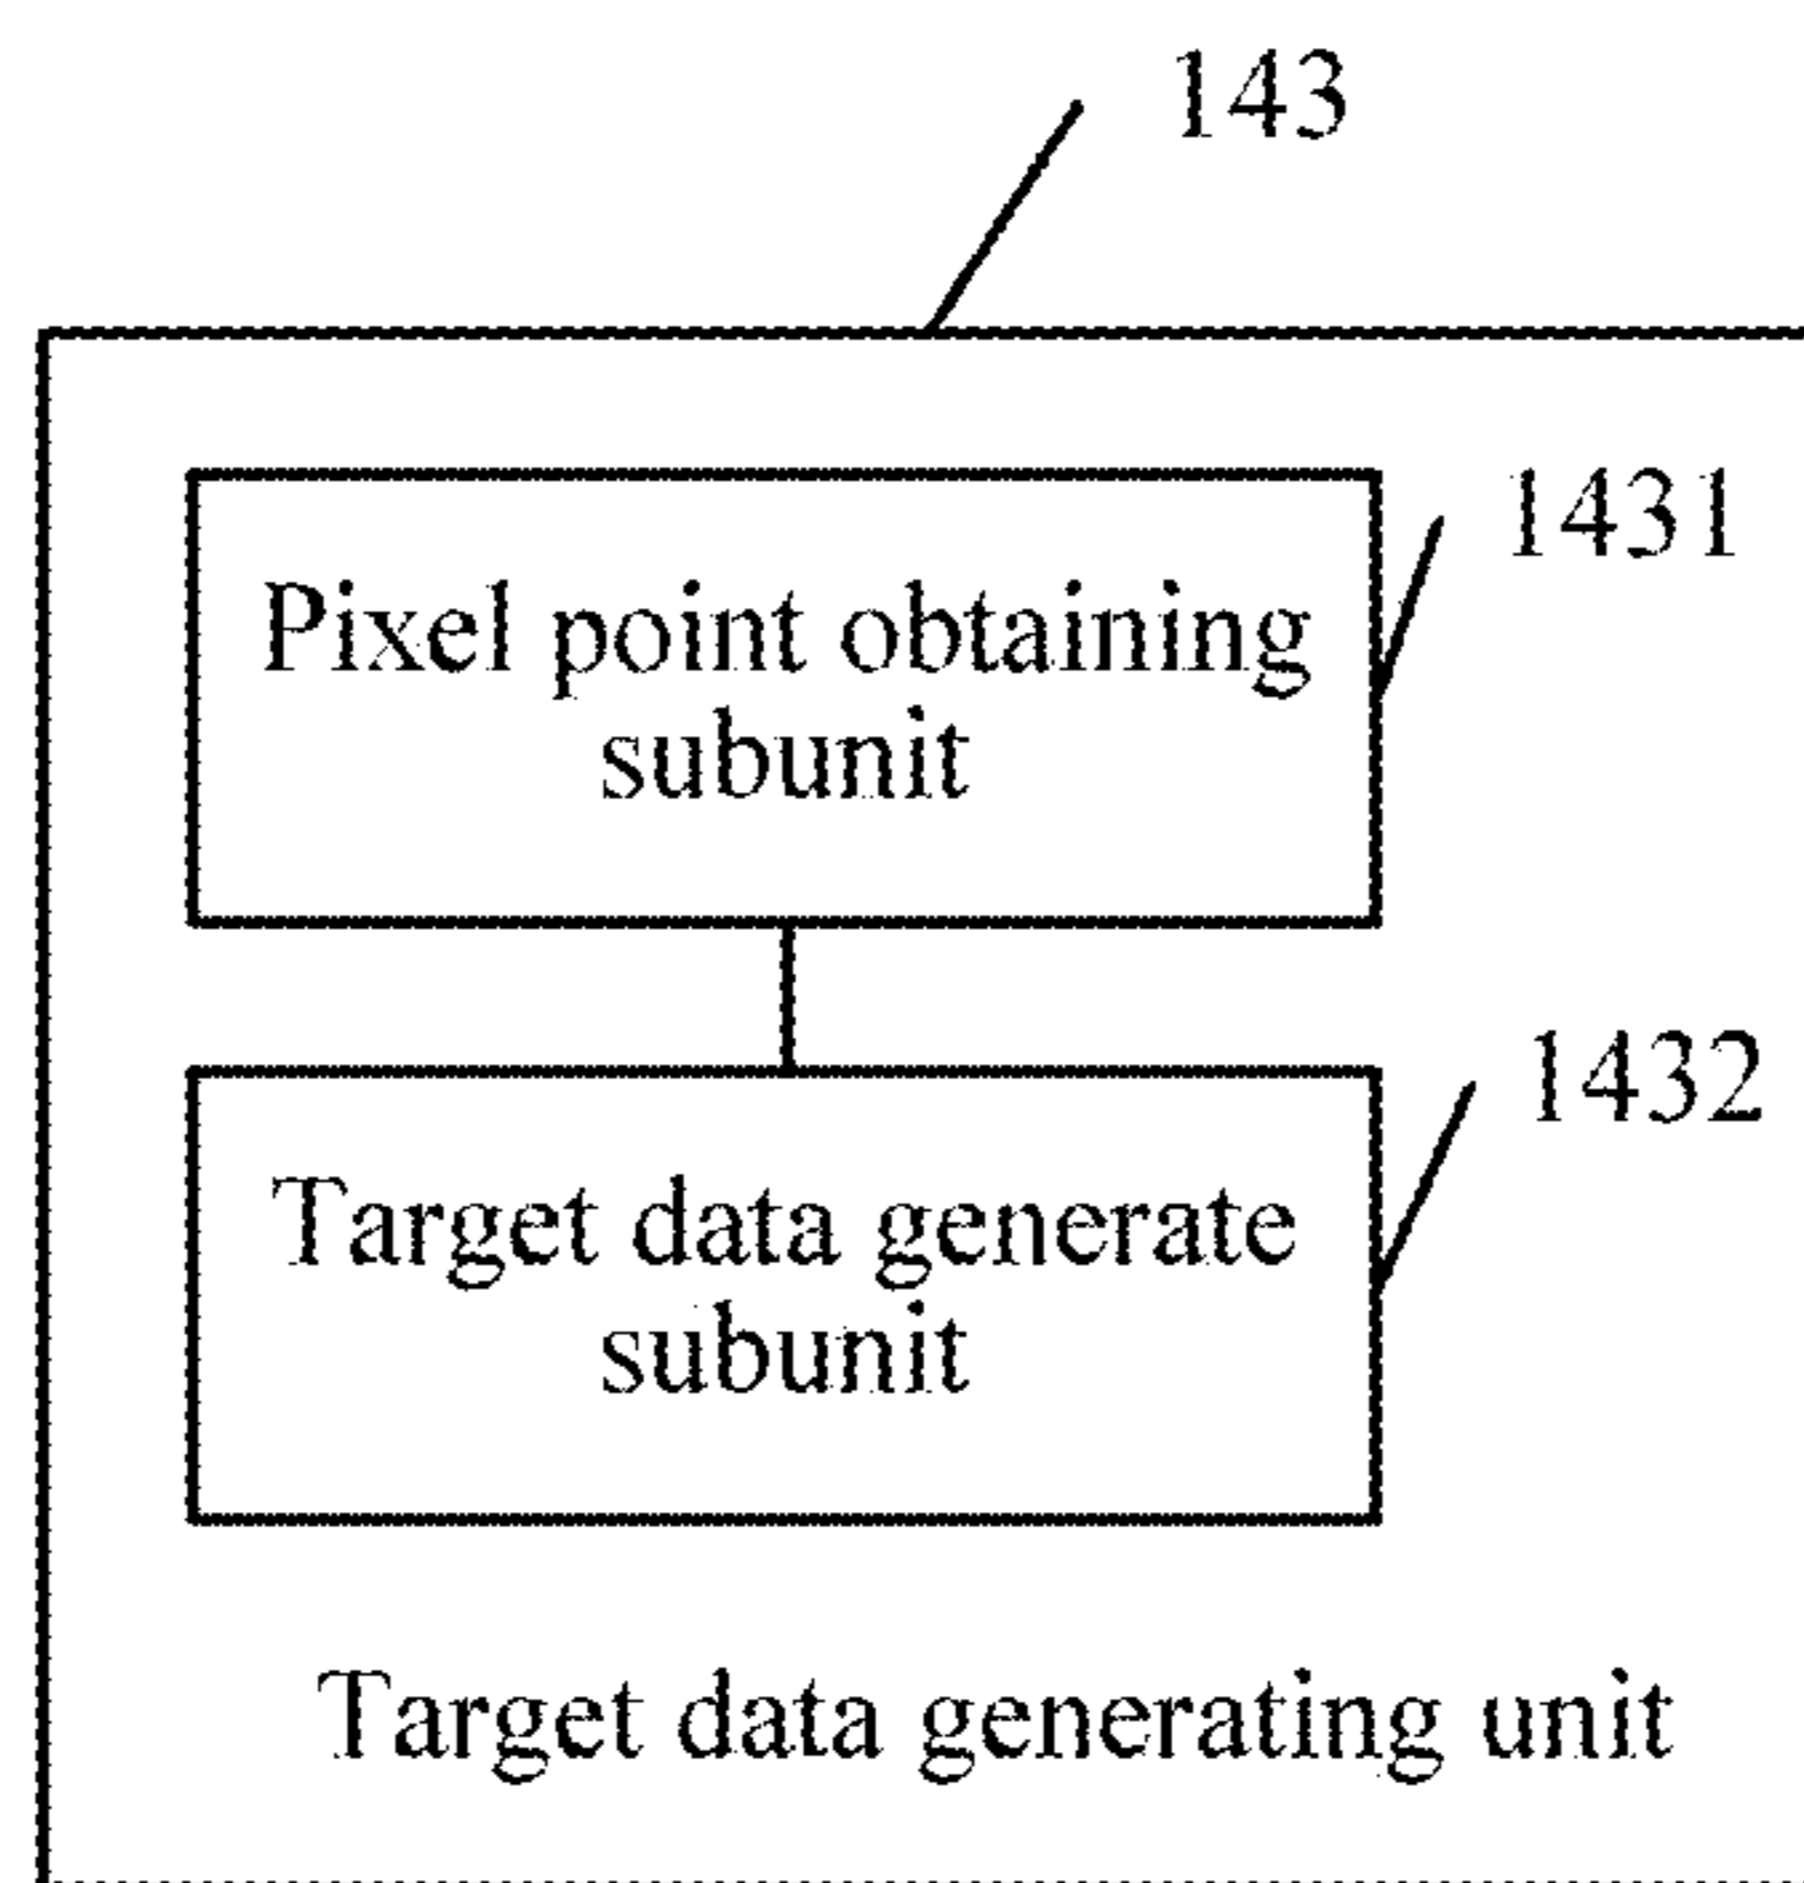 143
1431
Pixel point obtaining
subunit
1432
Target data generate
subunit
Target data generating unit